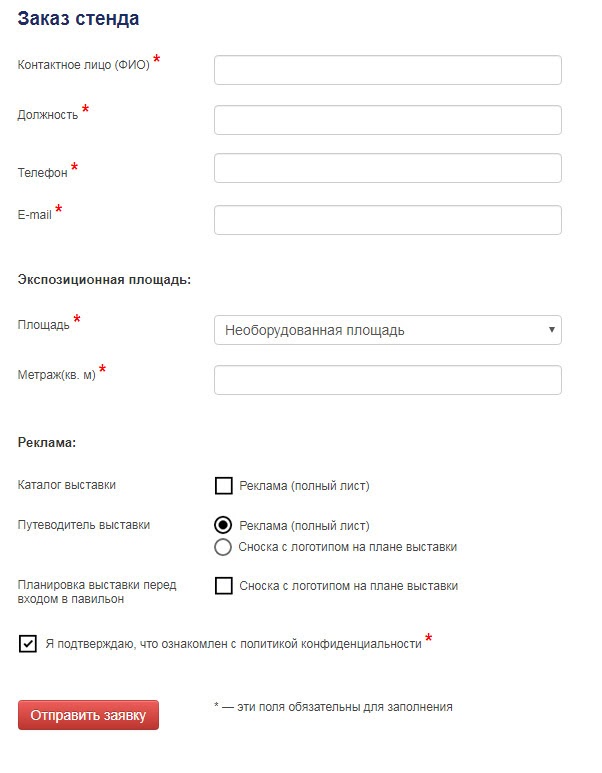 Заказ стенда
Контактное лицо (ФИО) *
Должность *
Телефон *
E-mail *
Экспозиционная площадь:
Площадь *
Необорудованная площадь
Метраж(кв. м) *
Реклама:
Каталог выставки
Реклама (полный лист)
Путеводитель выставки
Реклама (полный лист)
Сноска с логотипом на плане выставки
Планировка выставки перед
входом в павильон
Сноска с логотипом на плане выставки
Я подтверждаю, что ознакомлен с политикой конфиденциальности *
Отправить заявку
* — эти поля обязательны для заполнения